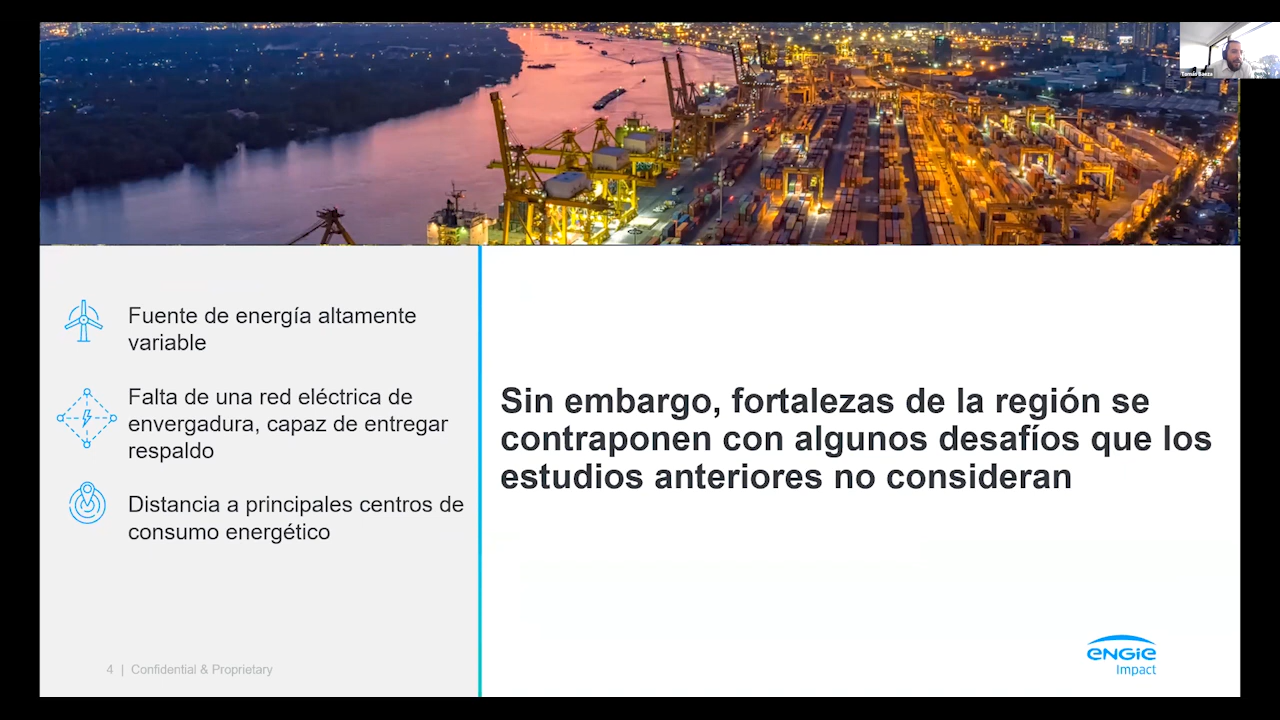 Tomás Baeza
Fuente de energía altamente
variable
Falta de una red eléctrica de
envergadura, capaz de entregar
respaldo
Distancia a principales centros de
consumo energético
Sin embargo, fortalezas de la región se
contraponen con algunos desafíos que los
estudios anteriores no consideran
4 | Confidential & Proprietary
ENGIE
Impact